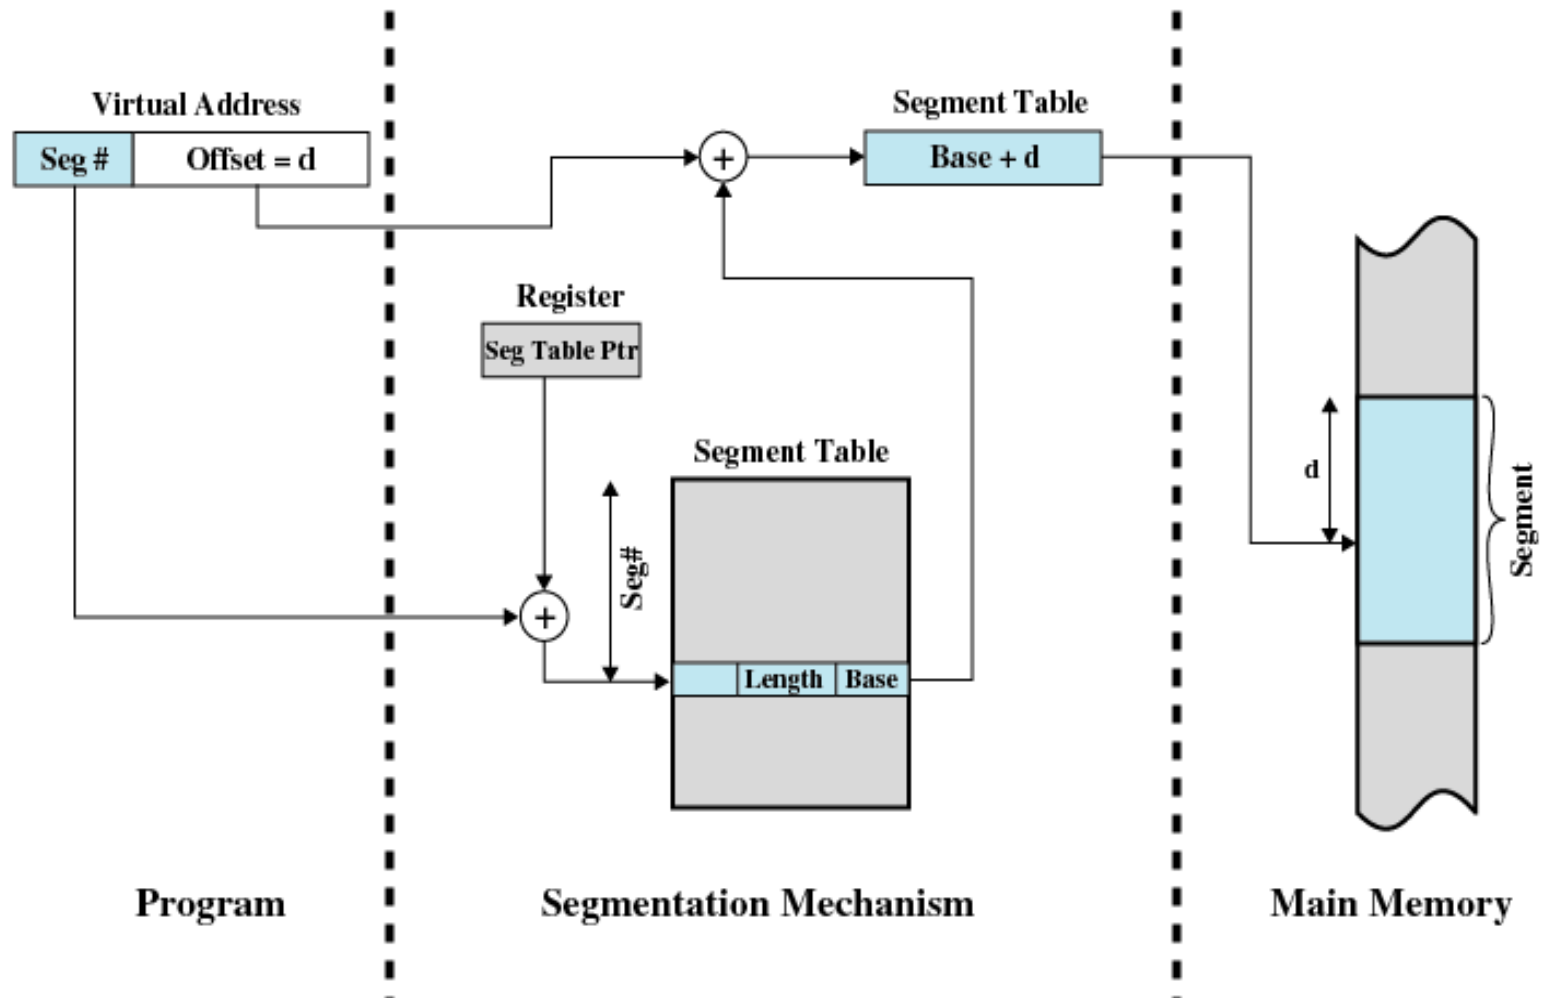 Virtual Address
Seg #
Offset = d
Segment Table
Base + d
Register
Seg Table Ptr
Segment Table
Seg#
Length
Base
d
Segment
+
+
Program
Segmentation Mechanism
Main Memory